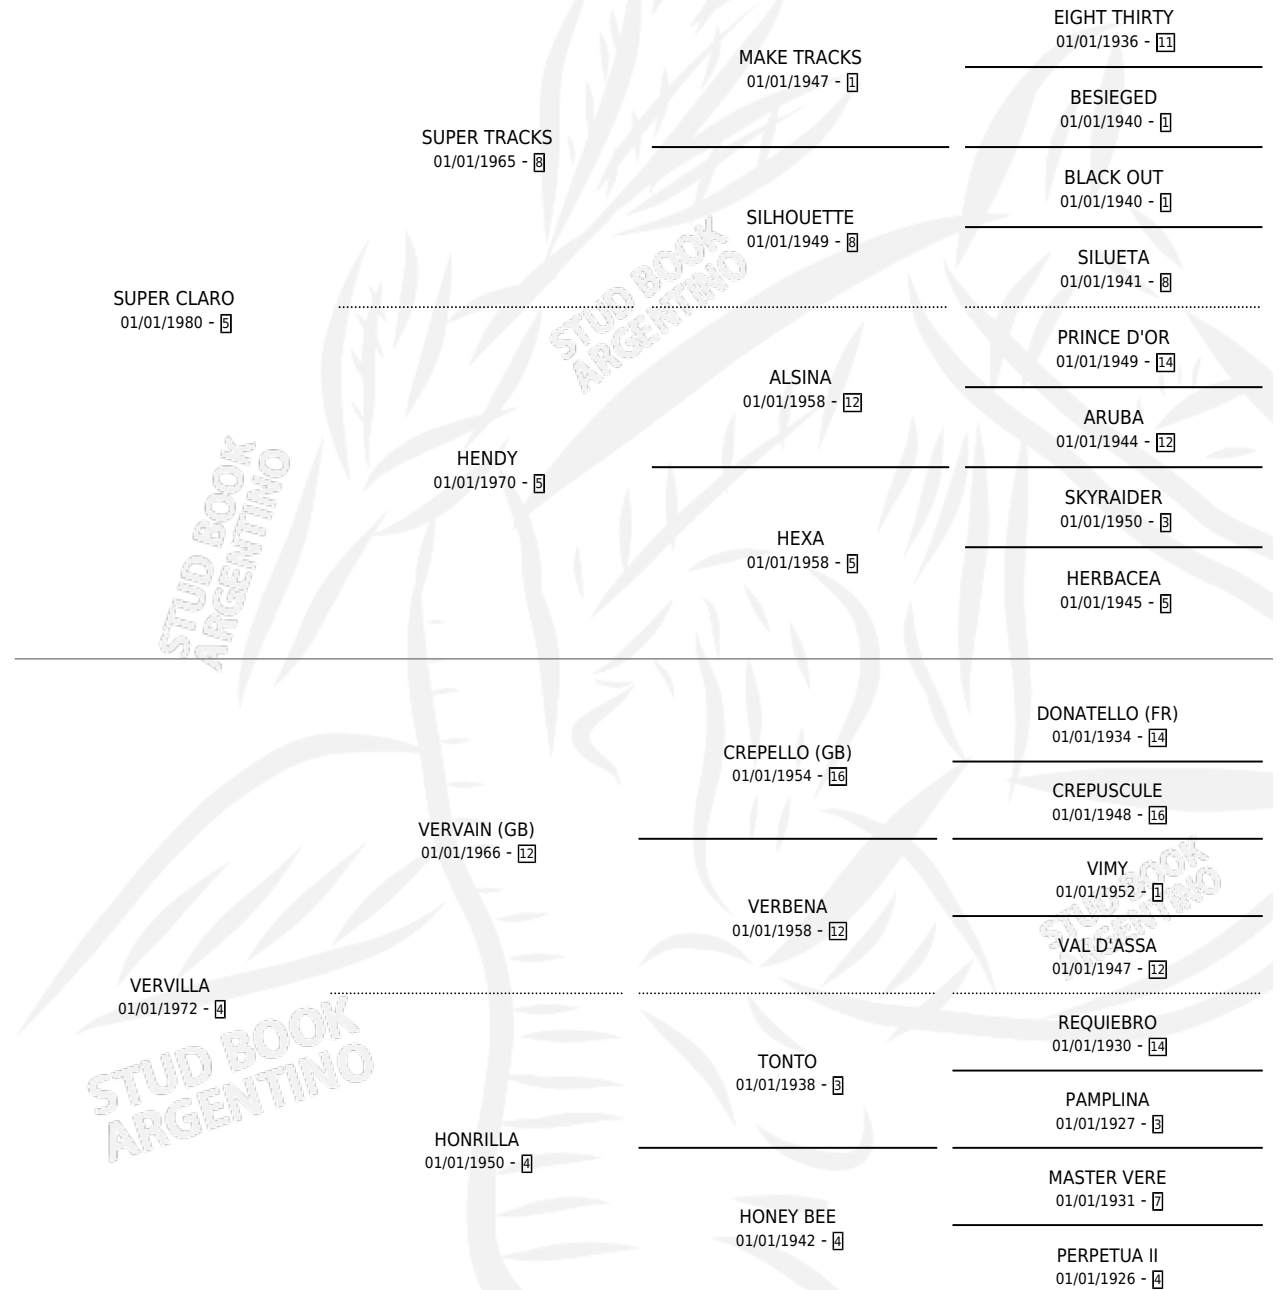 EIGHT THIRTY
01/01/1936 - 11
MAKE TRACKS
01/01/1947 - 1
BESIEGED
01/01/1940 - 1
SUPER TRACKS
01/01/1965 - 8
BLACK OUT
01/01/1940 - 1
SILHOUETTE
01/01/1949 - 8
SILUETA
01/01/1941 - 8
SUPER CLARO
01/01/1980 - 5
STUD BOOK
ARGENTINO
PRINCE D'OR
01/01/1949 - 14
ALSINA
01/01/1958 - 12
ARUBA
01/01/1944 - 12
HENDY
01/01/1970 - 5
SKYRAIDER
01/01/1950 - 3
HEXA
01/01/1958 - 5
HERBACEA
01/01/1945 - 5
STUD BOOK
ARGENTINO
DONATELLO (FR)
01/01/1934 - 14
CREPELLO (GB)
01/01/1954 - 16
CREPUSCULE
01/01/1948 - 16
VERVAIN (GB)
01/01/1966 - 12
VIMY
01/01/1952 - 1
STUD BOOK
ARGENTINO
VERBENA
01/01/1958 - 12
VAL D'ASSA
01/01/1947 - 12
VERVILLA
01/01/1972 - 4
STUD BOOK
ARGENTINO
REQUIEBRO
01/01/1930 - 14
TONTO
01/01/1938 - 3
PAMPLINA
01/01/1927 - 3
HONRILLA
01/01/1950 - 4
MASTER VERE
01/01/1931 - 7
HONEY BEE
01/01/1942 - 4
PERPETUA II
01/01/1926 - 4